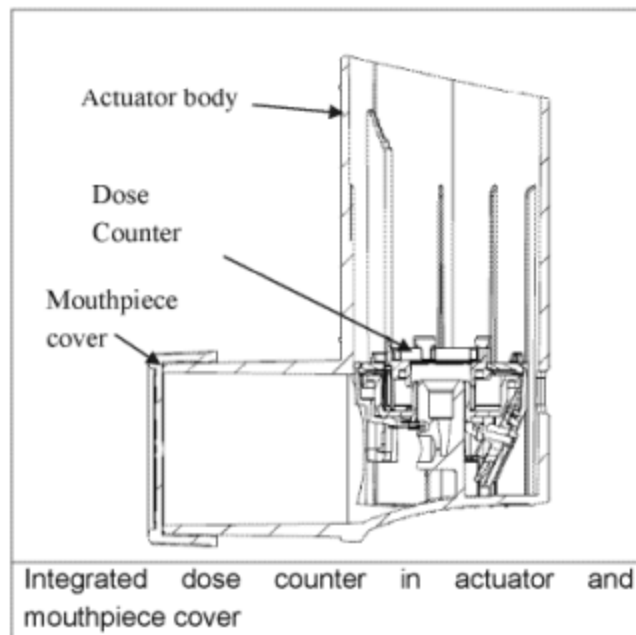 Actuator body
Dose
Counter
Mouthpiece
cover
Integrated dose counter in actuator and
mouthpiece cover